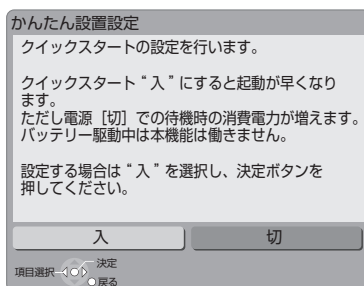 かんたん設置設定
クイックスタートの設定を行います。
クイックスタート“入”にすると起動が早くなり
ます。
ただし電源［切］での待機時の消費電力が増えます。
バッテリー駆動中は本機能は働きません。
設定する場合は“入”を選択し、決定ボタンを
押してください。
入
切
項目選択
決定
戻る